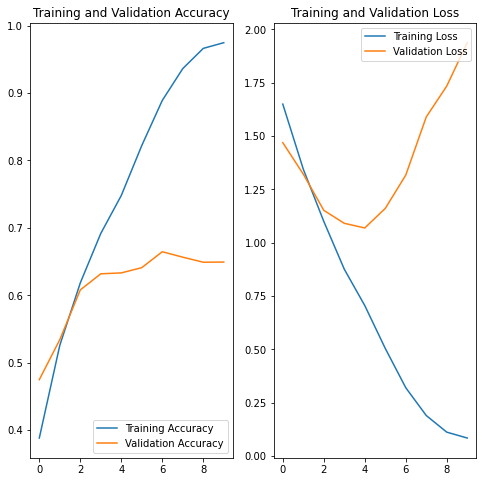 Training and Validation Accuracy
1.0
0.9
0.8
0.7
0.6
0.5
0.4
0 2 4 6 8
Training Accuracy
Validation Accuracy
Training and Validation Loss
2.00
1.75
1.50
1.25
1.00
0.75
0.50
0.25
0.00
0 2 4 6 8
Training Loss
Validation Loss